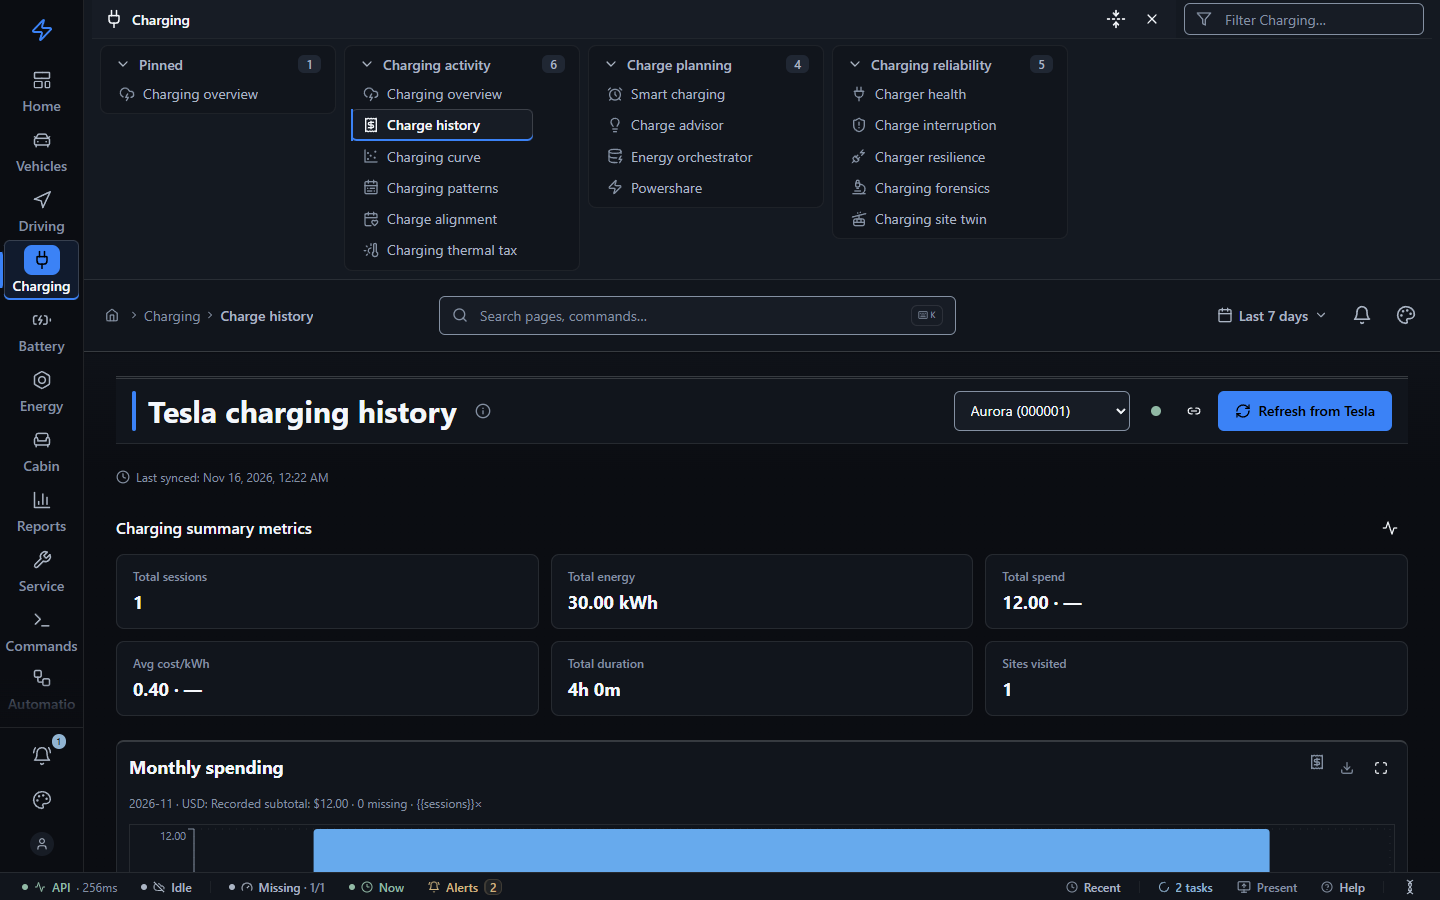 Charging
Filter Charging...
Pinned 1
Charging overview
Charging activity 6
Charging overview
Charge history
Charging curve
Charging patterns
Charge alignment
Charging thermal tax
Charge planning 4
Smart charging
Charge advisor
Energy orchestrator
Powershare
Charging reliability 5
Charger health
Charge interruption
Charger resilience
Charging forensics
Charging site twin
Home
Vehicles
Driving
Charging
Battery
Energy
Cabin
Reports
Service
Commands
Automatio
1
Charging
Charge history
Search pages, commands...
K
Last 7 days
Tesla charging history
Aurora (000001)
Refresh from Tesla
Last synced: Nov 16, 2026, 12:22 AM
Charging summary metrics
Total sessions
1
Total energy
30.00 kWh
Total spend
12.00 · —
Avg cost/kWh
0.40 · —
Total duration
4h 0m
Sites visited
1
Monthly spending
2026-11 · USD: Recorded subtotal: $12.00 · 0 missing · {{sessions}}×
12.00
API · 256ms
Idle
Missing · 1/1
Now
Alerts 2
Recent
2 tasks
Present
Help